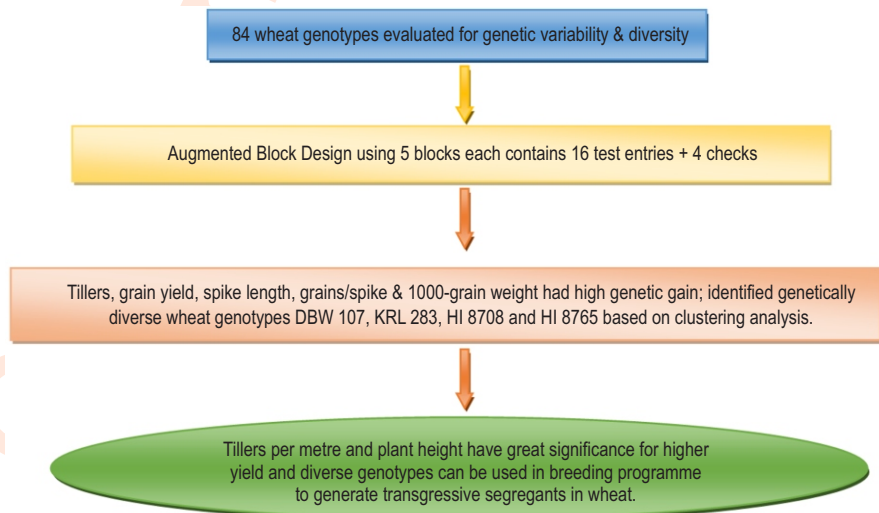 84 wheat genotypes evaluated for genetic variability & diversity
Augmented Block Design using 5 blocks each contains 16 test entries + 4 checks
Tillers, grain yield, spike length, grains/spike & 1000-grain weight had high genetic gain; identified genetically
diverse wheat genotypes DBW 107, KRL 283, HI 8708 and HI 8765 based on clustering analysis.
Tillers per metre and plant height have great significance for higher
yield and diverse genotypes can be used in breeding programme
to generate transgressive segregants in wheat.